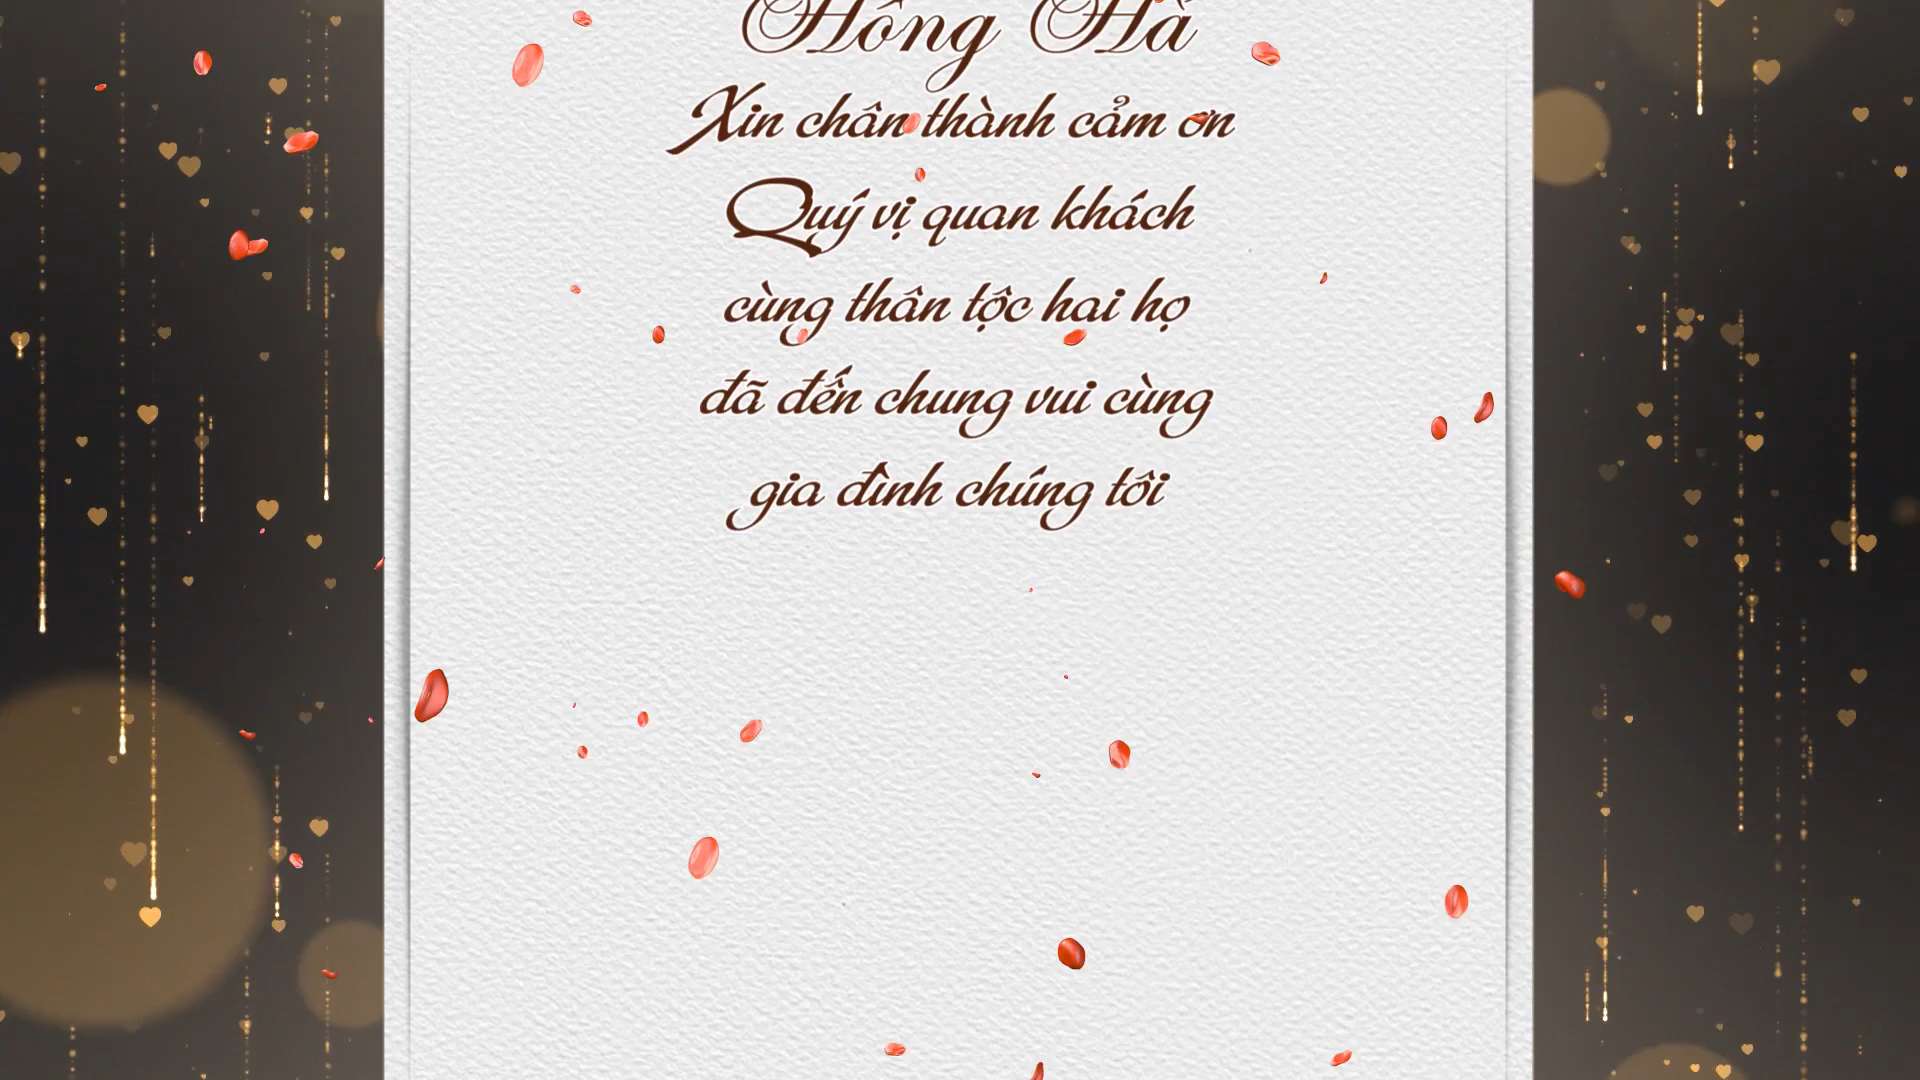 Hồng Hà
Xin chân thành cảm ơn
Quý vị quan khách
cùng thân tộc hai họ
đã đến chung vui cùng
gia đình chúng tôi